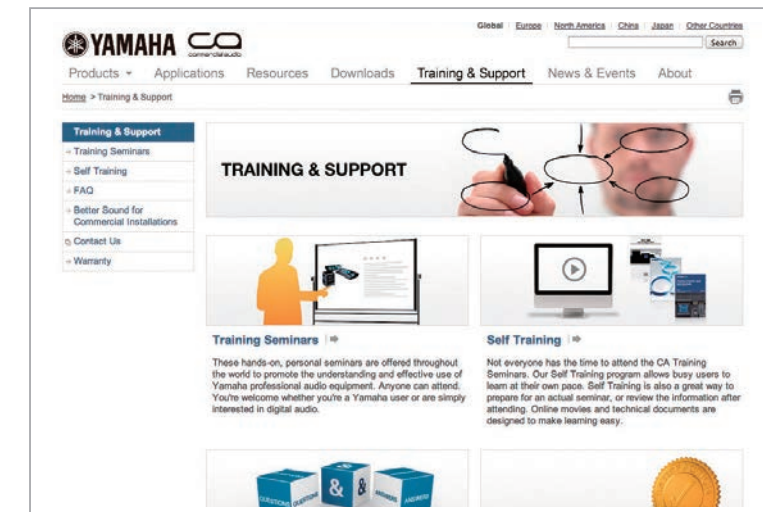 Global Europe North America China Japan Other Countries
YAMAHA CA
commercial audio
Search
Products Applications Resources Downloads Training & Support News & Events About
Home > Training & Support
Training & Support
Training Seminars
Self Training
FAQ
Better Sound for
Commercial Installations
Contact Us
Warranty
TRAINING & SUPPORT
Training Seminars
These hands-on, personal seminars are offered throughout
the world to promote the understanding and effective use of
Yamaha professional audio equipment. Anyone can attend.
You're welcome whether you're a Yamaha user or are simply
interested in digital audio.
Self Training
Not everyone has the time to attend the CA Training
Seminars. Our Self Training program allows busy users to
learn at their own pace. Self Training is also a great way to
prepare for an actual seminar, or review the information after
attending. Online movies and technical documents are
designed to make learning easy.
QUESTIONS QUESTIONS & & ANSWERS ANSWERS